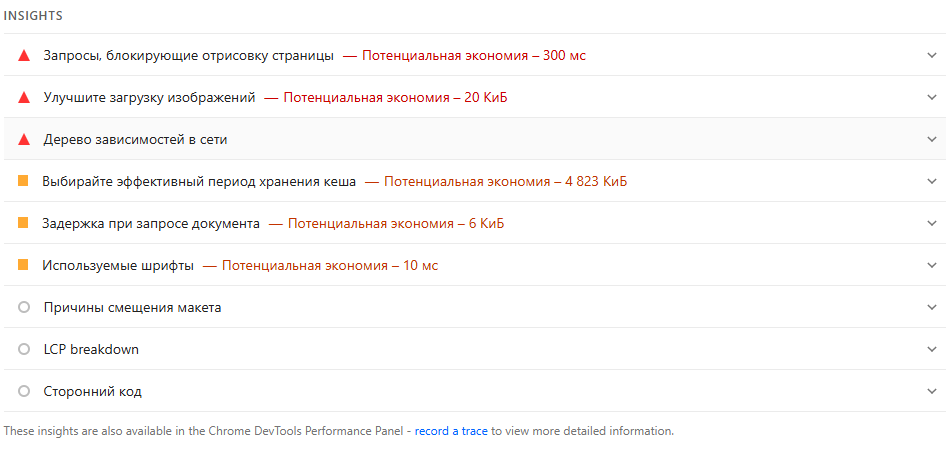 INSIGHTS
Запросы, блокирующие отрисовку страницы — Потенциальная экономия – 300 мс
Улучшите загрузку изображений — Потенциальная экономия – 20 КиБ
Дерево зависимостей в сети
Выбирайте эффективный период хранения кеша — Потенциальная экономия – 4 823 КиБ
Задержка при запросе документа — Потенциальная экономия – 6 КиБ
Используемые шрифты — Потенциальная экономия – 10 мс
Причины смещения макета
LCP breakdown
Сторонний код
These insights are also available in the Chrome DevTools Performance Panel - record a trace to view more detailed information.